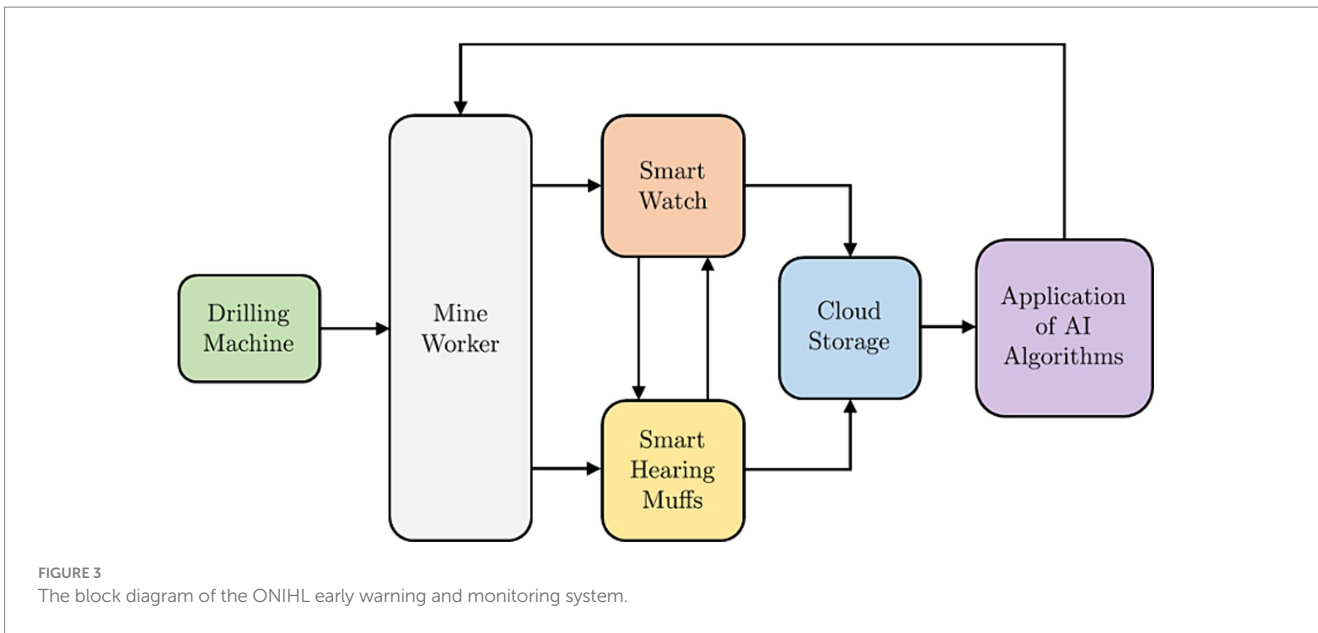 Drilling
Machine
Mine
Worker
Smart
Watch
Smart
Hearing
Muffs
Cloud
Storage
Application
of AI
Algorithms
FIGURE 3
The block diagram of the ONIHL early warning and monitoring system.